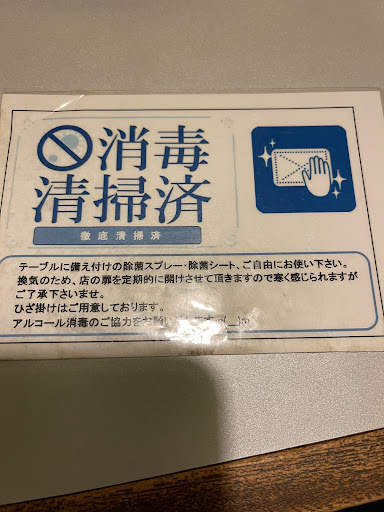 消毒
清掃済
徹底清掃済
テーブルに備え付けの除菌スプレー・除菌シート、ご自由にお使い下さい。
換気のため、店の扉を定期的に開けさせて頂きますので寒く感じられますが
ご了承下さいませ。
ひざ掛けはご用意しております。
アルコール消毒のご協力をお願い